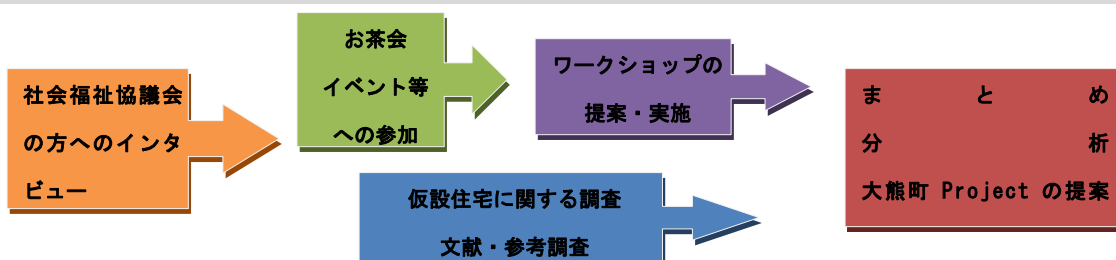 社会福祉協議会
の方へのインタ
ビュー
お茶会
イベント等
への参加
ワークショップの
提案・実施
仮設住宅に関する調査
文献・参考調査
まとめ
分析
大熊町 Project の提案